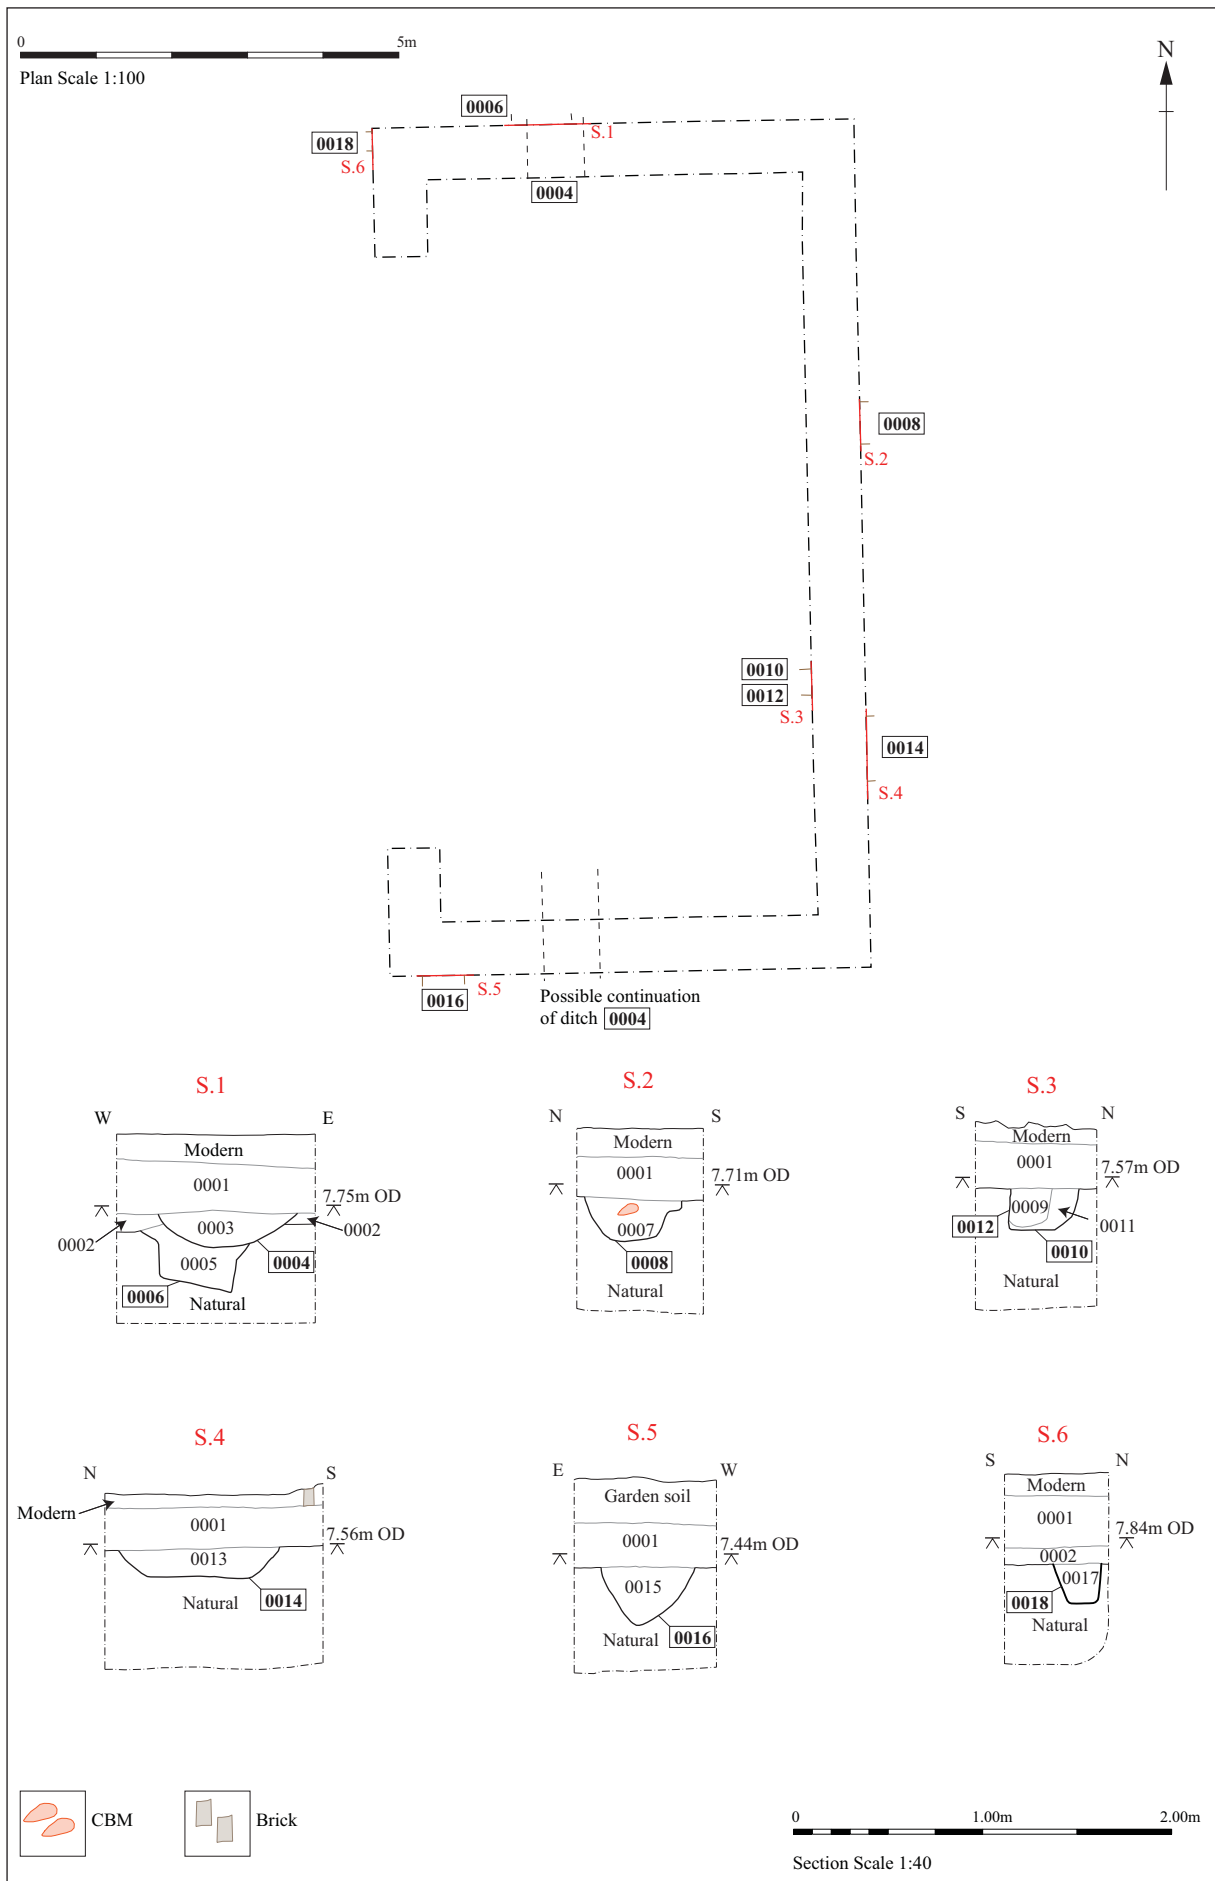 0 5m
Plan Scale 1:100
N
0006
S.1
0018
S.6
0004
0008
S.2
0010
0012
S.3
0014
S.4
0016 S.5
Possible continuation
of ditch 0004
S.1
W E
Modern
0001
7.75m OD
0003
0002
0002
0005
0004
0006
Natural
S.2
N S
Modern
0001
7.71m OD
0007
0008
Natural
S.3
S N
Modern
0001
7.57m OD
0009
0012
0011
0010
Natural
S.4
N S
Modern
0001
7.56m OD
0013
0014
Natural
S.5
E W
Garden soil
0001
7.44m OD
0015
Natural 0016
S.6
S N
Modern
0001
7.84m OD
0002
0017
0018
Natural
CBM
Brick
0 1.00m 2.00m
Section Scale 1:40